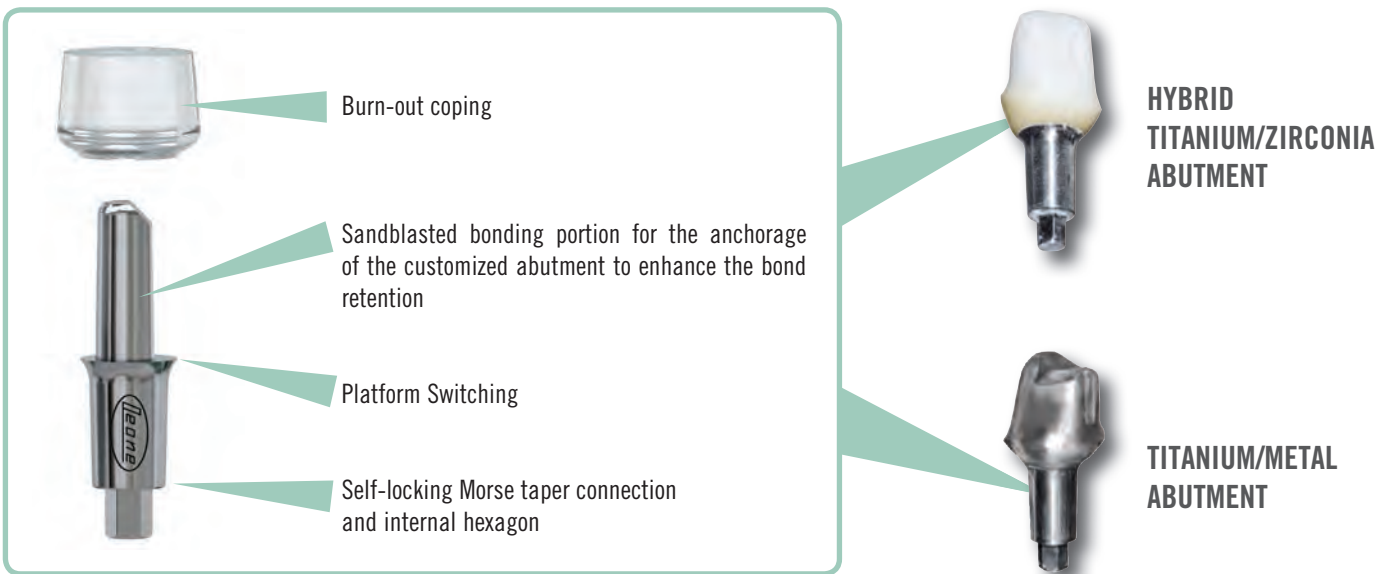 Burn-out coping
Sandblasted bonding portion for the anchorage
of the customized abutment to enhance the bond
retention
Platform Switching
leone
Self-locking Morse taper connection
and internal hexagon
HYBRID
TITANIUM/ZIRCONIA
ABUTMENT
TITANIUM/METAL
ABUTMENT